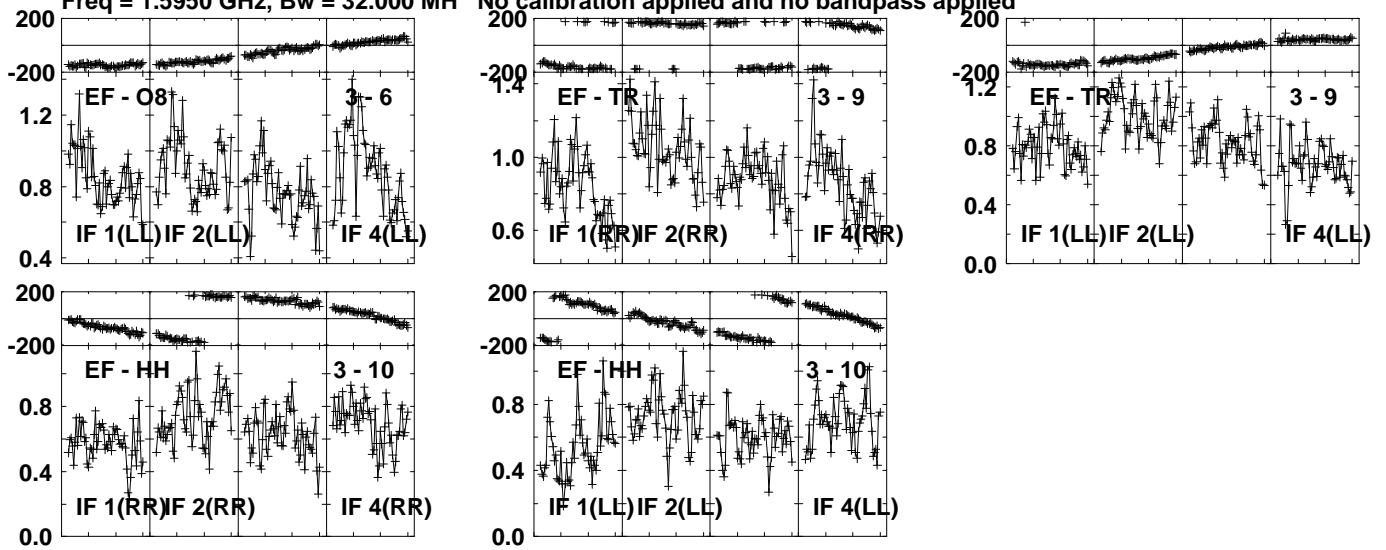 Freq = 1.5950 GHz, Bw = 32.000 MH No calibration applied and no bandpass applied
200
-200
EF - O8 3 - 6
1.2
0.8
0.4
IF 1(LL) IF 2(LL) IF 4(LL)
200
-200
1.4
EF - TR 3 - 9
1.0
0.6
IF 1(RR) IF 2(RR) IF 4(RR)
200
-200
EF - TR 3 - 9
1.2
0.8
0.4
0.0
IF 1(LL) IF 2(LL) IF 4(LL)
200
-200
EF - HH 3 - 10
0.8
0.4
0.0
IF 1(RR) IF 2(RR) IF 4(RR)
200
-200
EF - HH 3 - 10
0.8
0.4
0.0
IF 1(LL) IF 2(LL) IF 4(LL)